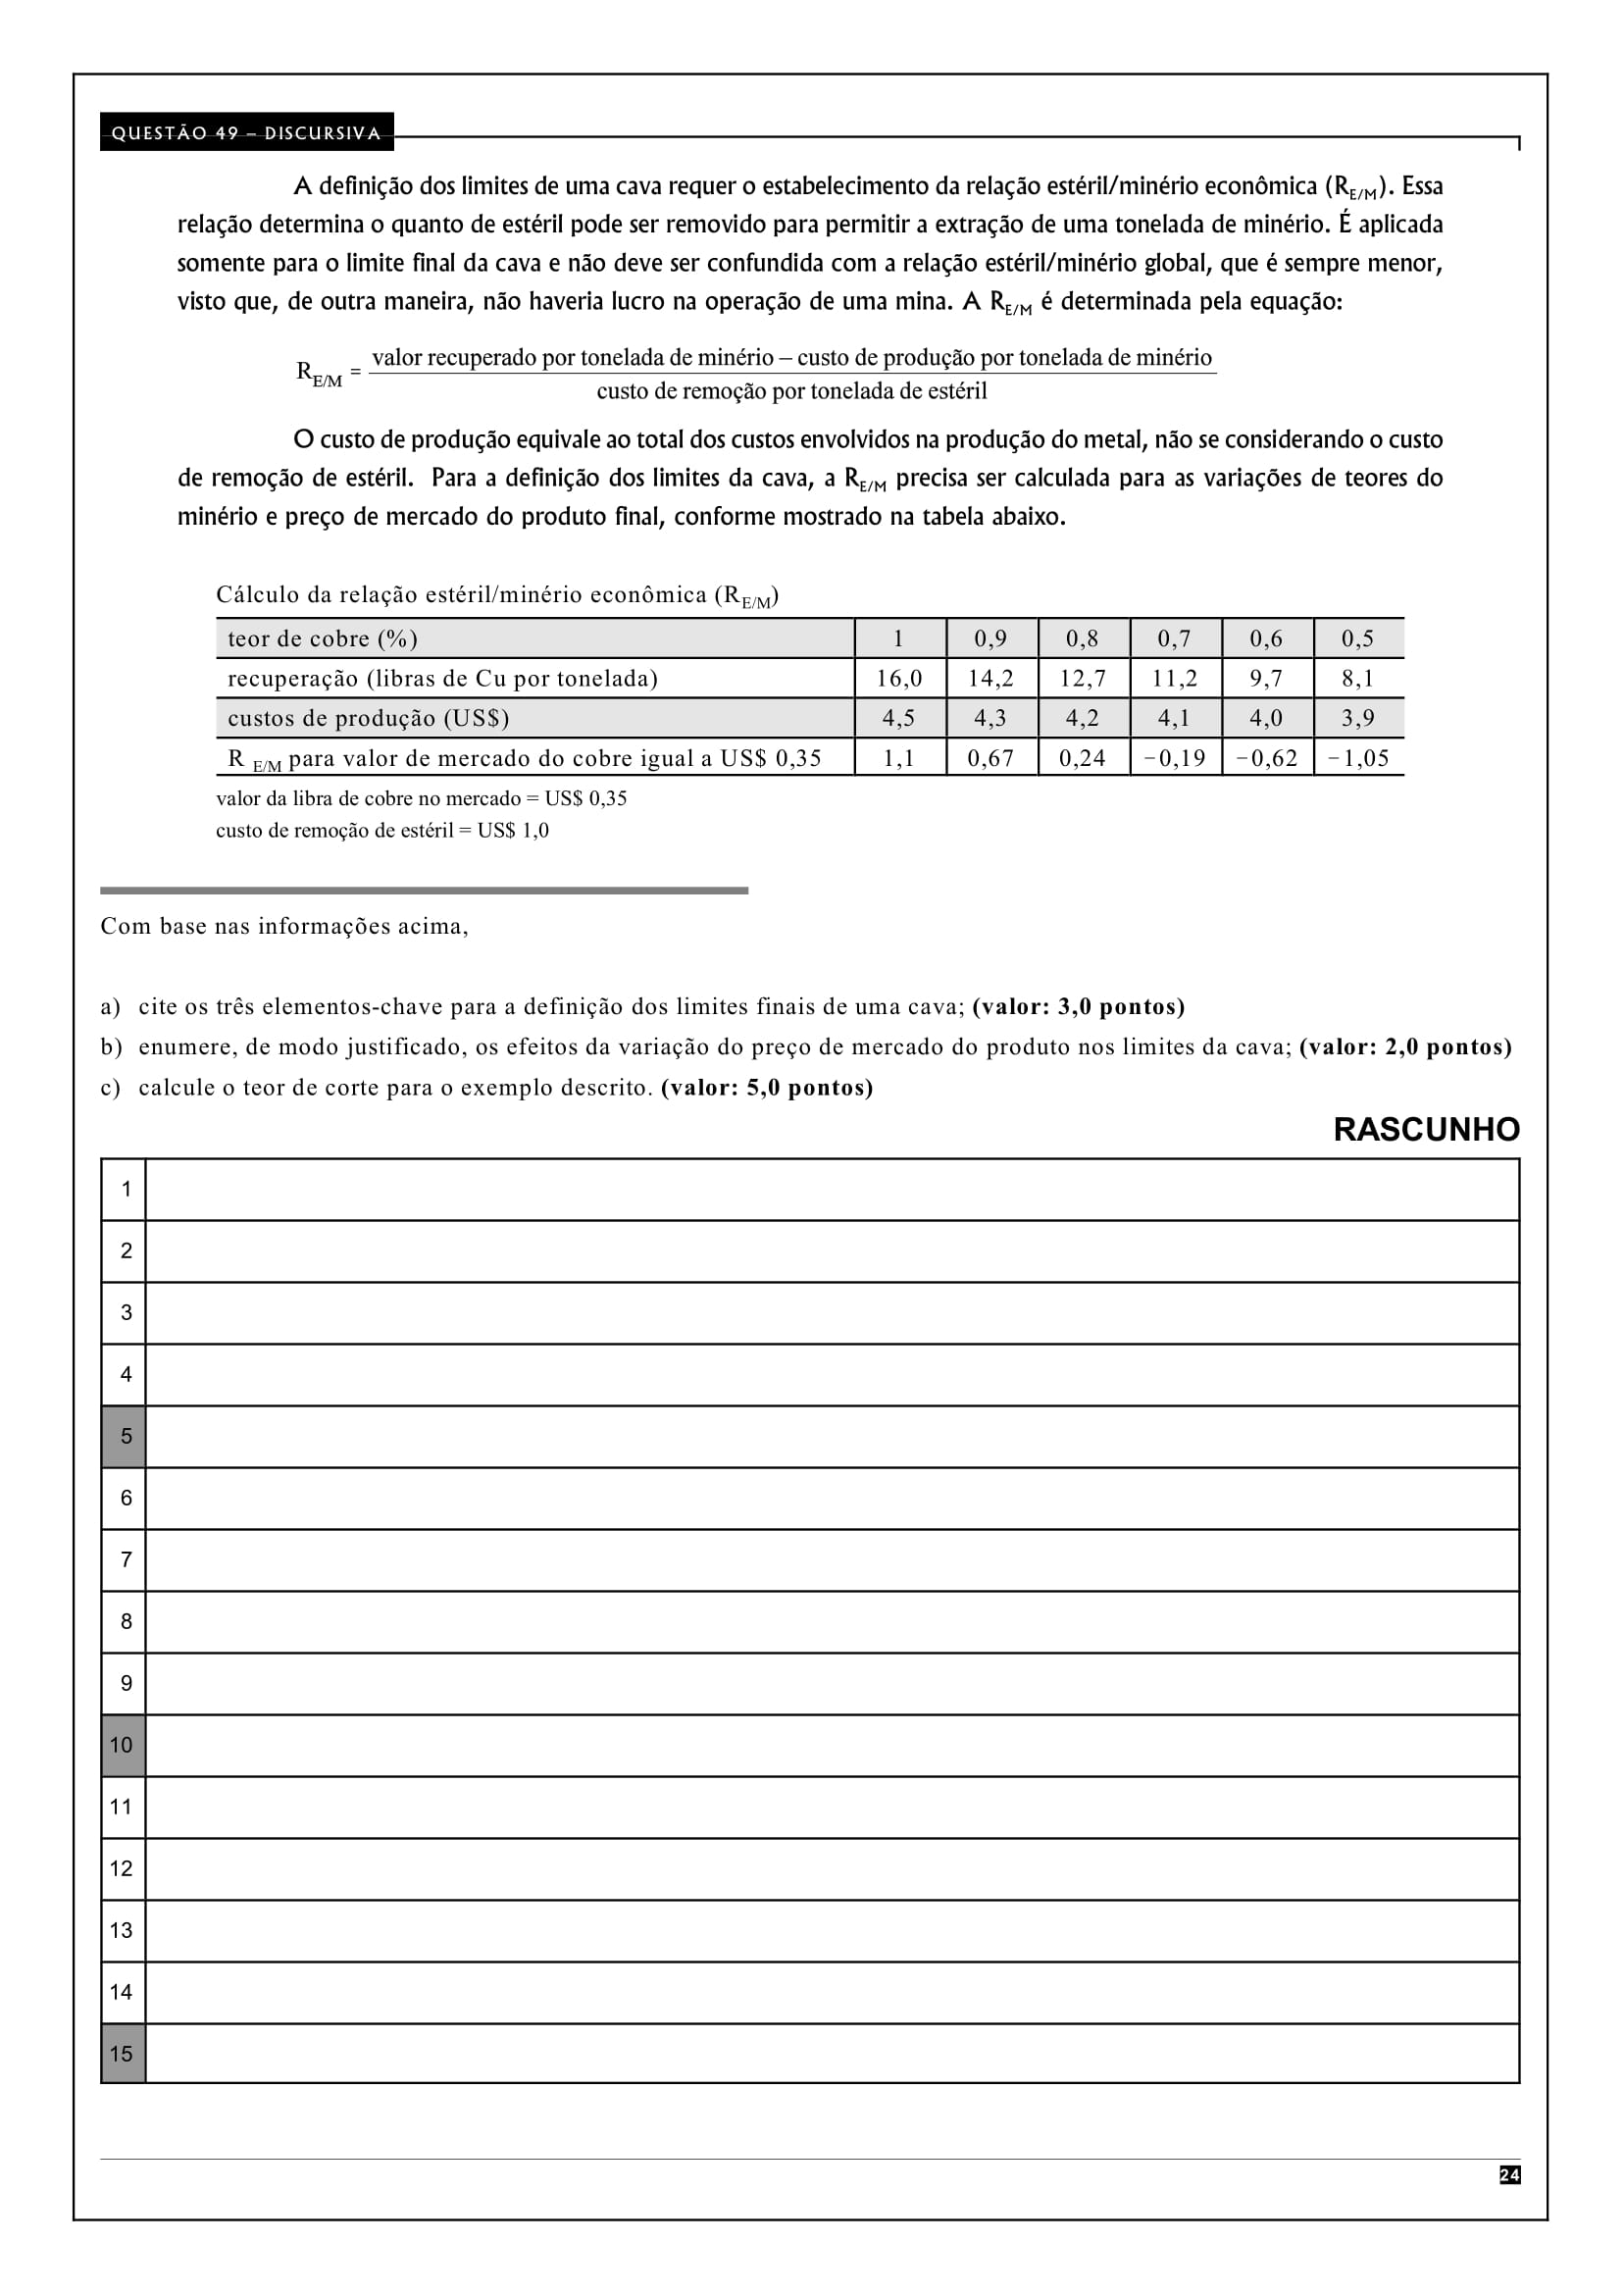 QUESTÃO 49 – DISCURSIVA
A definição dos limites de uma cava requer o estabelecimento da relação estéril/minério econômica (RE/M). Essa
relação determina o quanto de estéril pode ser removido para permitir a extração de uma tonelada de minério. É aplicada
somente para o limite final da cava e não deve ser confundida com a relação estéril/minério global, que é sempre menor,
visto que, de outra maneira, não haveria lucro na operação de uma mina. A RE/M é determinada pela equação:
RE/M = valor recuperado por tonelada de minério – custo de produção por tonelada de minério
custo de remoção por tonelada de estéril
O custo de produção equivale ao total dos custos envolvidos na produção do metal, não se considerando o custo
de remoção de estéril. Para a definição dos limites da cava, a RE/M precisa ser calculada para as variações de teores do
minério e preço de mercado do produto final, conforme mostrado na tabela abaixo.
Cálculo da relação estéril/minério econômica (RE/M)
teor de cobre (%) 1 0,9 0,8 0,7 0,6 0,5
recuperação (libras de Cu por tonelada) 16,0 14,2 12,7 11,2 9,7 8,1
custos de produção (US$) 4,5 4,3 4,2 4,1 4,0 3,9
R E/M para valor de mercado do cobre igual a US$ 0,35 1,1 0,67 0,24 −0,19 −0,62 −1,05
valor da libra de cobre no mercado = US$ 0,35
custo de remoção de estéril = US$ 1,0
Com base nas informações acima,
a) cite os três elementos-chave para a definição dos limites finais de uma cava; (valor: 3,0 pontos)
b) enumere, de modo justificado, os efeitos da variação do preço de mercado do produto nos limites da cava; (valor: 2,0 pontos)
c) calcule o teor de corte para o exemplo descrito. (valor: 5,0 pontos)
RASCUNHO
1
2
3
4
5
6
7
8
9
10
11
12
13
14
15
24